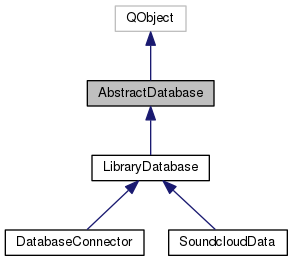 QObject
AbstractDatabase
LibraryDatabase
DatabaseConnector
SoundcloudData